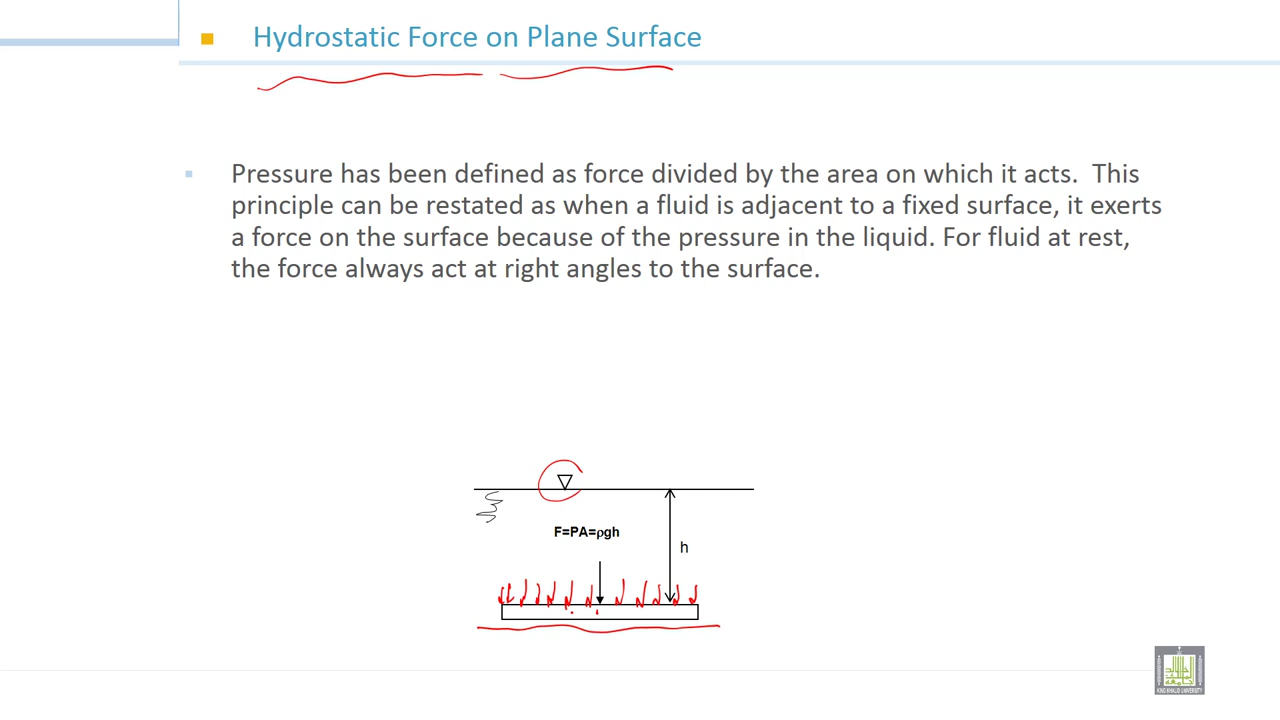 Hydrostatic Force on Plane Surface
Pressure has been defined as force divided by the area on which it acts. This
principle can be restated as when a fluid is adjacent to a fixed surface, it exerts
a force on the surface because of the pressure in the liquid. For fluid at rest,
the force always act at right angles to the surface.
F=PA=ρgh
h
KING KHALID UNIVERSITY